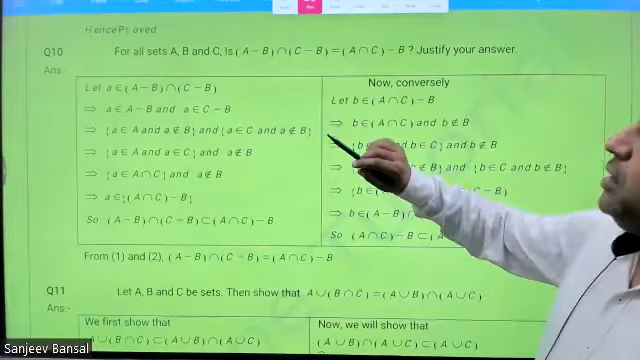 Hence Proved
Q10 For all sets A, B and C, Is (A − B) ∩ (C − B) = (A ∩ C) − B ? Justify your answer.
Ans:-
Let a ∈ (A − B) ∩ (C − B)
⇒ a ∈ A − B and a ∈ C − B
⇒ {a ∈ A and a ∉ B} and {a ∈ C and a ∉ B}
⇒ {a ∈ A and a ∈ C} and a ∉ B
⇒ {a ∈ A ∩ C} and a ∉ B
⇒ a ∈ {(A ∩ C) − B}
So (A − B) ∩ (C − B) ⊂ (A ∩ C) − B
Now, conversely
Let b ∈ (A ∩ C) − B
⇒ b ∈ (A ∩ C) and b ∉ B
⇒ {b b ∈ C} and b ∉ B
⇒ ∉ B} and {b ∈ C and b ∉ B}
⇒ {b ∈ C − B)
⇒ b ∈ (A − B) ∩
So (A ∩ C) − B ⊂ (A
From (1) and (2), (A − B) ∩ (C − B) = (A ∩ C) − B
Q11 Let A, B and C be sets. Then show that A ∪ (B ∩ C) = (A ∪ B) ∩ (A ∪ C)
Ans:-
We first show that
A ∪ (B ∩ C) ⊂ (A ∪ B) ∩ (A ∪ C)
Now, we will show that
(A ∪ B) ∩ (A ∪ C) ⊂ (A ∪ C)
Sanjeev Bansal